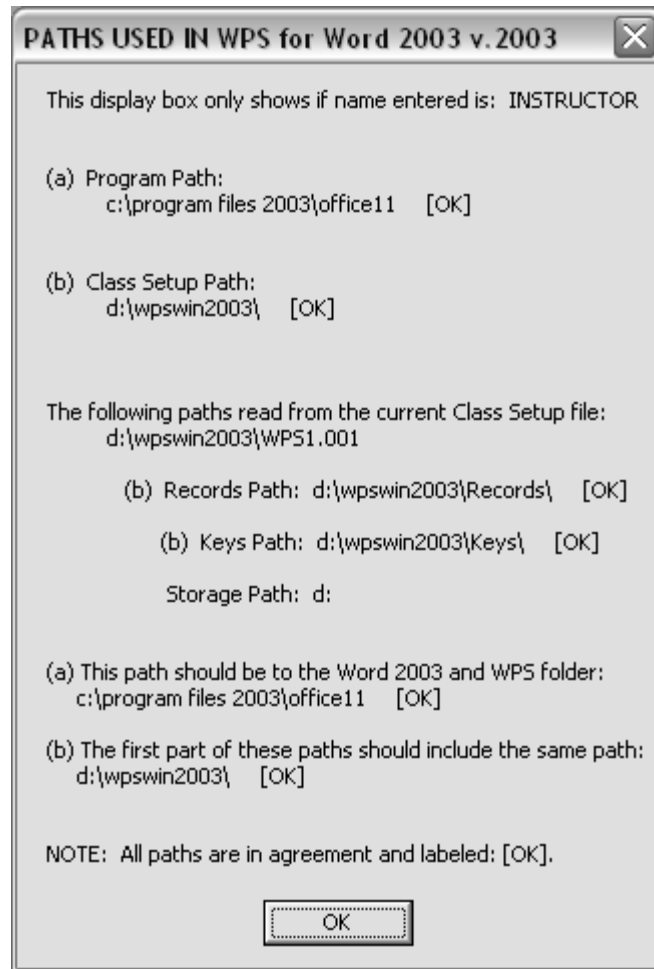 PATHS USED IN WPS for Word 2003 v.2003
This display box only shows if name entered is: INSTRUCTOR
(a) Program Path:
c:\program files 2003\office11 [OK]
(b) Class Setup Path:
d:\wpswin2003\ [OK]
The following paths read from the current Class Setup file:
d:\wpswin2003\WPS1.001
(b) Records Path: d:\wpswin2003\Records\ [OK]
(b) Keys Path: d:\wpswin2003\Keys\ [OK]
Storage Path: d:
(a) This path should be to the Word 2003 and WPS folder:
c:\program files 2003\office11 [OK]
(b) The first part of these paths should include the same path:
d:\wpswin2003\ [OK]
NOTE: All paths are in agreement and labeled: [OK].
OK